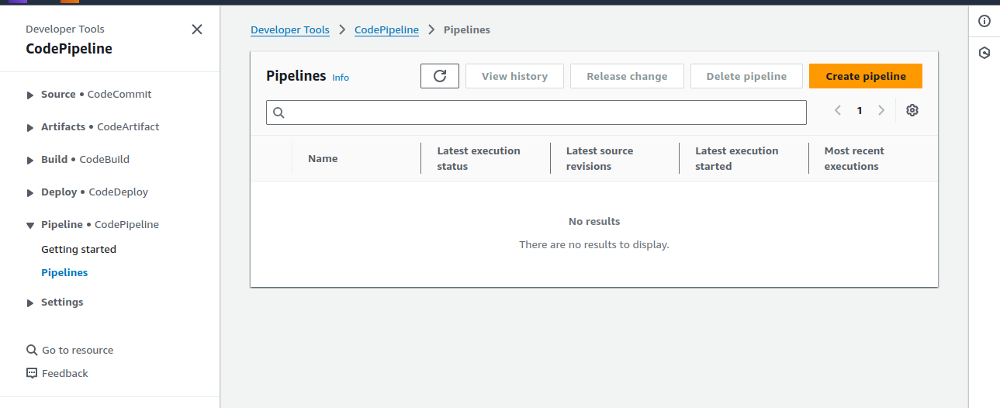 Developer Tools
CodePipeline
Source • CodeCommit
Artifacts • CodeArtifact
Build • CodeBuild
Deploy • CodeDeploy
Pipeline • CodePipeline
Getting started
Pipelines
Settings
Go to resource
Feedback
Developer Tools > CodePipeline > Pipelines
Pipelines Info
View history
Release change
Delete pipeline
Create pipeline
1
Name
Latest execution
status
Latest source
revisions
Latest execution
started
Most recent
executions
No results
There are no results to display.